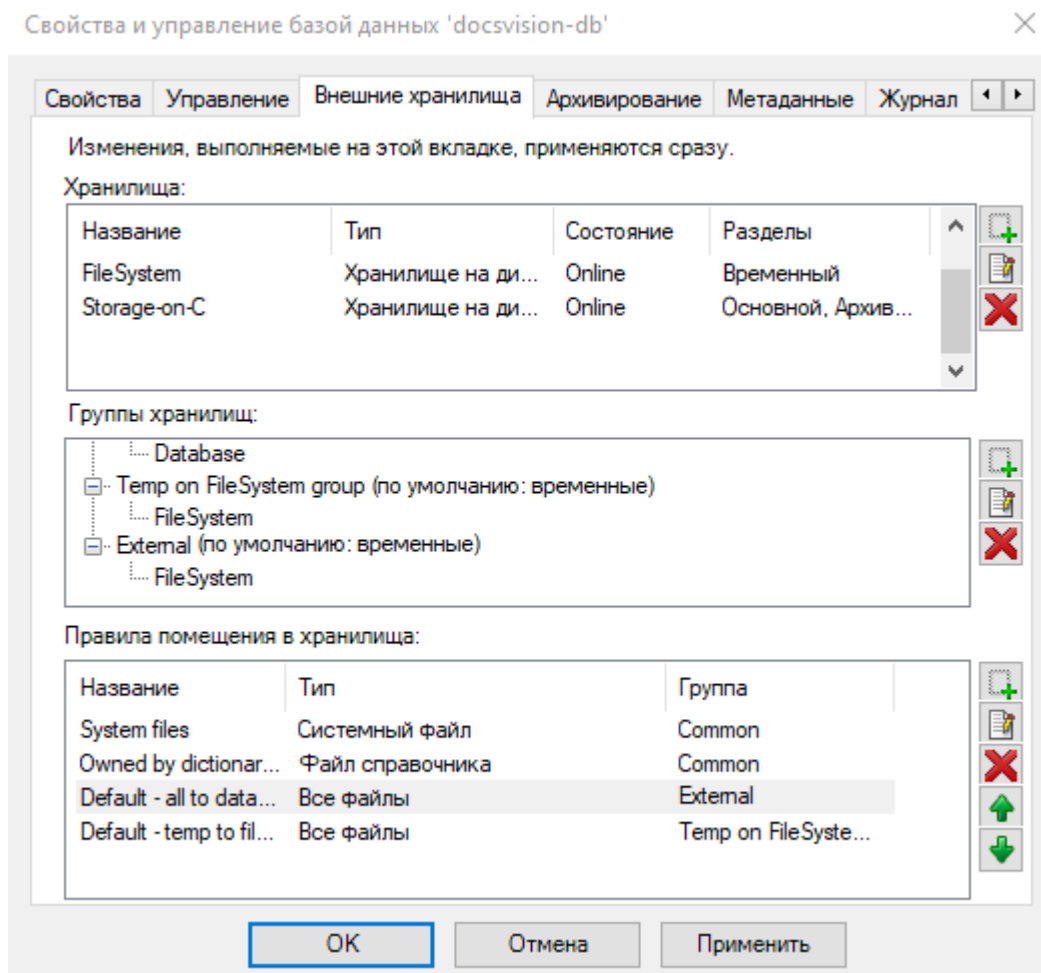 Свойства и управление базой данных 'docsvision-db'
Свойства Управление Внешние хранилища Архивирование Метаданные Журнал
Изменения, выполняемые на этой вкладке, применяются сразу.
Хранилища:
Название Тип Состояние Разделы
FileSystem Хранилище на ди... Online Временный
Storage-on-C Хранилище на ди... Online Основной, Архив...
Группы хранилищ:
Database
Temp on FileSystem group (по умолчанию: временные)
FileSystem
External (по умолчанию: временные)
FileSystem
Правила помещения в хранилища:
Название Тип Группа
System files Системный файл Common
Owned by dictionar... Файл справочника Common
Default - all to data... Все файлы External
Default - temp to fil... Все файлы Temp on FileSyste...
OK Отмена Применить